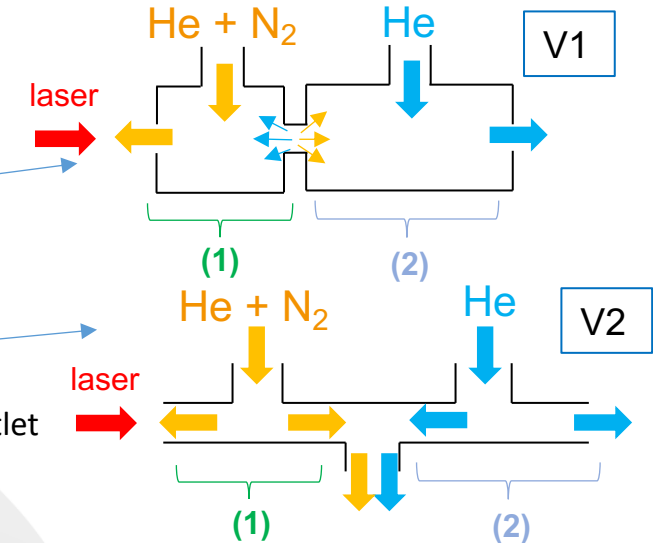 He + N2
He
V1
laser
(1)
(2)
He + N2
He
V2
laser
(1)
(2)